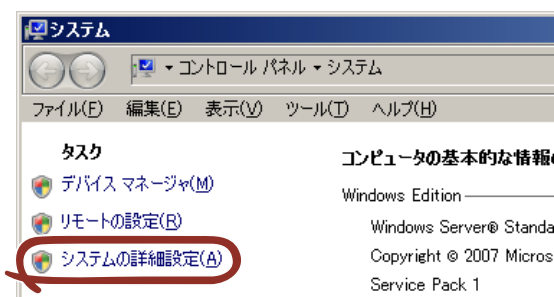 システム
コントロール パネル システム
ファイル(F) 編集(E) 表示(V) ツール(T) ヘルプ(H)
タスク
デバイス マネージャ(M)
リモートの設定(R)
システムの詳細設定(A)
コンピュータの基本的な情報
Windows Edition
Windows Server® Standa
Copyright © 2007 Micros
Service Pack 1